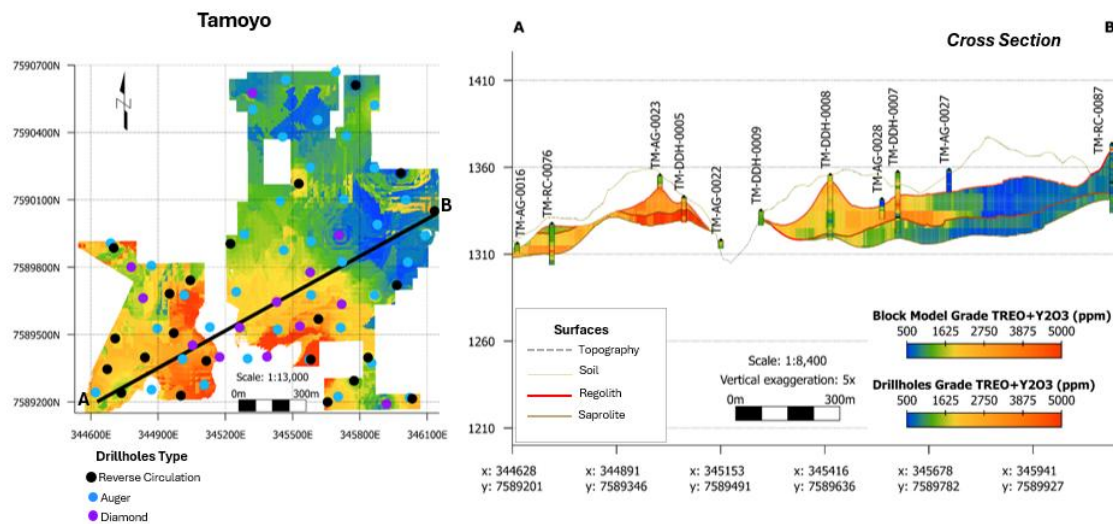 Tamoyo
7590700N
7590400N
7590100N
7589800N
7589500N
7589200N
344600E 344900E 345200E 345500E 345800E 346100E
N
A
B
Scale: 1:13,000
0m 300m
Drillholes Type
Reverse Circulation
Auger
Diamond
A
B
Cross Section
1410
1360
1310
1260
1210
TM-AG-0016
TM-RC-0076
TM-AG-0023
TM-DDH-0005
TM-AG-0022
TM-DDH-0009
TM-DDH-0008
TM-AG-0028
TM-DDH-0007
TM-AG-0027
TM-RC-0087
Surfaces
Topography
Soil
Regolith
Saprolite
Scale: 1:8,400
Vertical exaggeration: 5x
0m 300m
Block Model Grade TREO+Y2O3 (ppm)
500 1625 2750 3875 5000
Drillholes Grade TREO+Y2O3 (ppm)
500 1625 2750 3875 5000
x: 344628 x: 344891 x: 345153 x: 345416 x: 345678 x: 345941
y: 7589201 y: 7589346 y: 7589491 y: 7589636 y: 7589782 y: 7589927